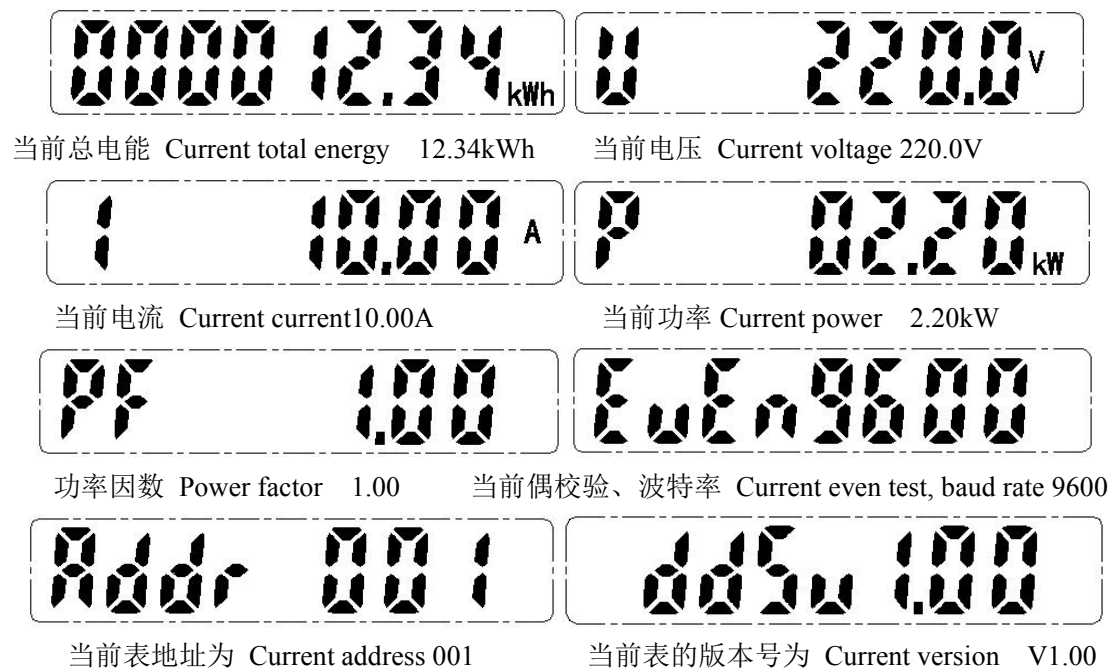 000012.34 kWh
U 220.0 V
当前总电能 Current total energy 12.34kWh
当前电压 Current voltage 220.0V
I 10.00 A
P 02.20 kW
当前电流 Current current10.00A
当前功率 Current power 2.20kW
PF 1.00
EvEn9600
功率因数 Power factor 1.00
当前偶校验、波特率 Current even test, baud rate 9600
Addr 001
ddSu 1.00
当前表地址为 Current address 001
当前表的版本号为 Current version V1.00